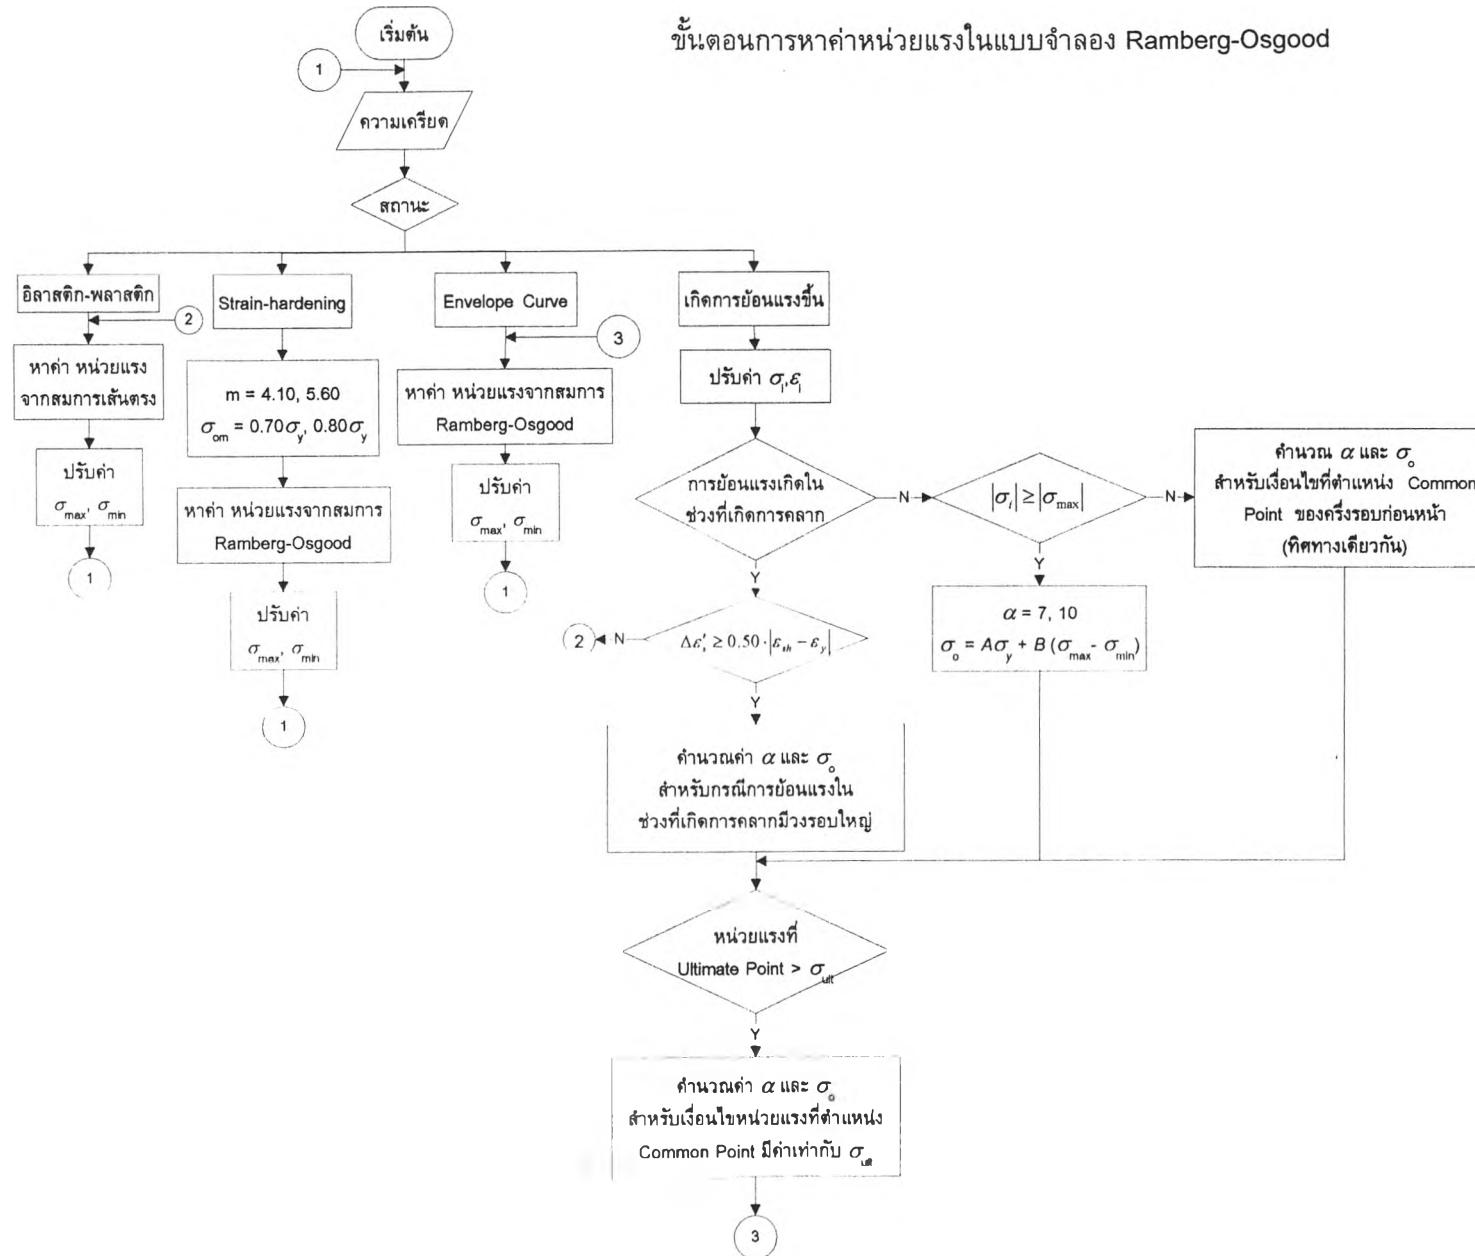 ขั้นตอนการหาค่าหน่วยแรงในแบบจำลอง Ramberg-Osgood
เริ่มต้น
1
ความเครียด
สถานะ
อิลาสติก-พลาสติก
2
หาค่า หน่วยแรง
จากสมการเส้นตรง
ปรับค่า
σmax, σmin
1
Strain-hardening
m = 4.10, 5.60
σom = 0.70σy, 0.80σy
หาค่า หน่วยแรงจากสมการ
Ramberg-Osgood
ปรับค่า
σmax, σmin
1
Envelope Curve
3
หาค่า หน่วยแรงจากสมการ
Ramberg-Osgood
ปรับค่า
σmax, σmin
1
เกิดการย้อนแรงขึ้น
ปรับค่า σi,εi
การย้อนแรงเกิดใน
ช่วงที่เกิดการคลาก
N
|σi| ≥ |σmax|
N
คำนวณ α และ σo
สำหรับเงื่อนไขที่ตำแหน่ง Common
Point ของครึ่งรอบก่อนหน้า
(ทิศทางเดียวกัน)
Y
α = 7, 10
σo = Aσy + B (σmax - σmin)
Y
Δε's ≥ 0.50·|εsh − εy|
N
2
Y
คำนวณค่า α และ σo
สำหรับกรณีการย้อนแรงใน
ช่วงที่เกิดการคลากมีวงรอบใหญ่
หน่วยแรงที่
Ultimate Point > σult
Y
คำนวณค่า α และ σo
สำหรับเงื่อนไขหน่วยแรงที่ตำแหน่ง
Common Point มีค่าเท่ากับ σult
3